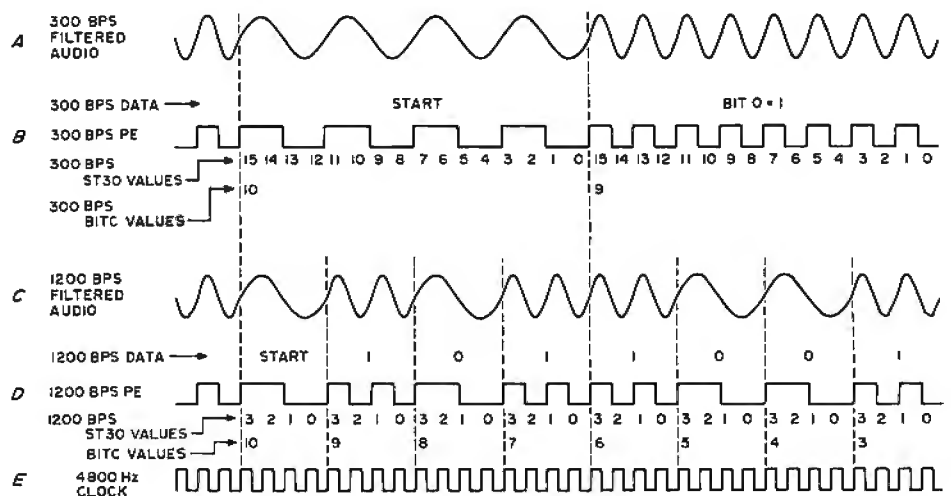 A
300 BPS
FILTERED
AUDIO
300 BPS DATA
START
BIT 0 = 1
B
300 BPS PE
300 BPS
ST30 VALUES
15 14 13 12 11 10 9 8 7 6 5 4 3 2 1 0 15 14 13 12 11 10 9 8 7 6 5 4 3 2 1 0
300 BPS
BITC VALUES
10 9
C
1200 BPS
FILTERED
AUDIO
1200 BPS DATA
START 1 0 1 1 0 0 1
D
1200 BPS PE
1200 BPS
ST30 VALUES
3 2 1 0 3 2 1 0 3 2 1 0 3 2 1 0 3 2 1 0 3 2 1 0 3 2 1 0 3 2 1 0
BITC VALUES
10 9 8 7 6 5 4 3
E
4800 Hz
CLOCK